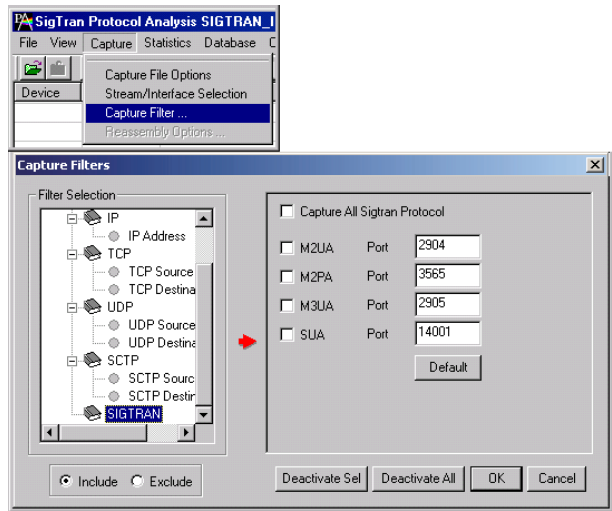 SigTran Protocol Analysis SIGTRAN_I
File View Capture Statistics Database C
Device
Capture File Options
Stream/Interface Selection
Capture Filter ...
Reassembly Options ...
Capture Filters
Filter Selection
IP
IP Address
TCP
TCP Source
TCP Destina
UDP
UDP Source
UDP Destina
SCTP
SCTP Sourc
SCTP Destin
SIGTRAN
Include Exclude
Capture All Sigtran Protocol
M2UA Port 2904
M2PA Port 3565
M3UA Port 2905
SUA Port 14001
Default
Deactivate Sel Deactivate All OK Cancel